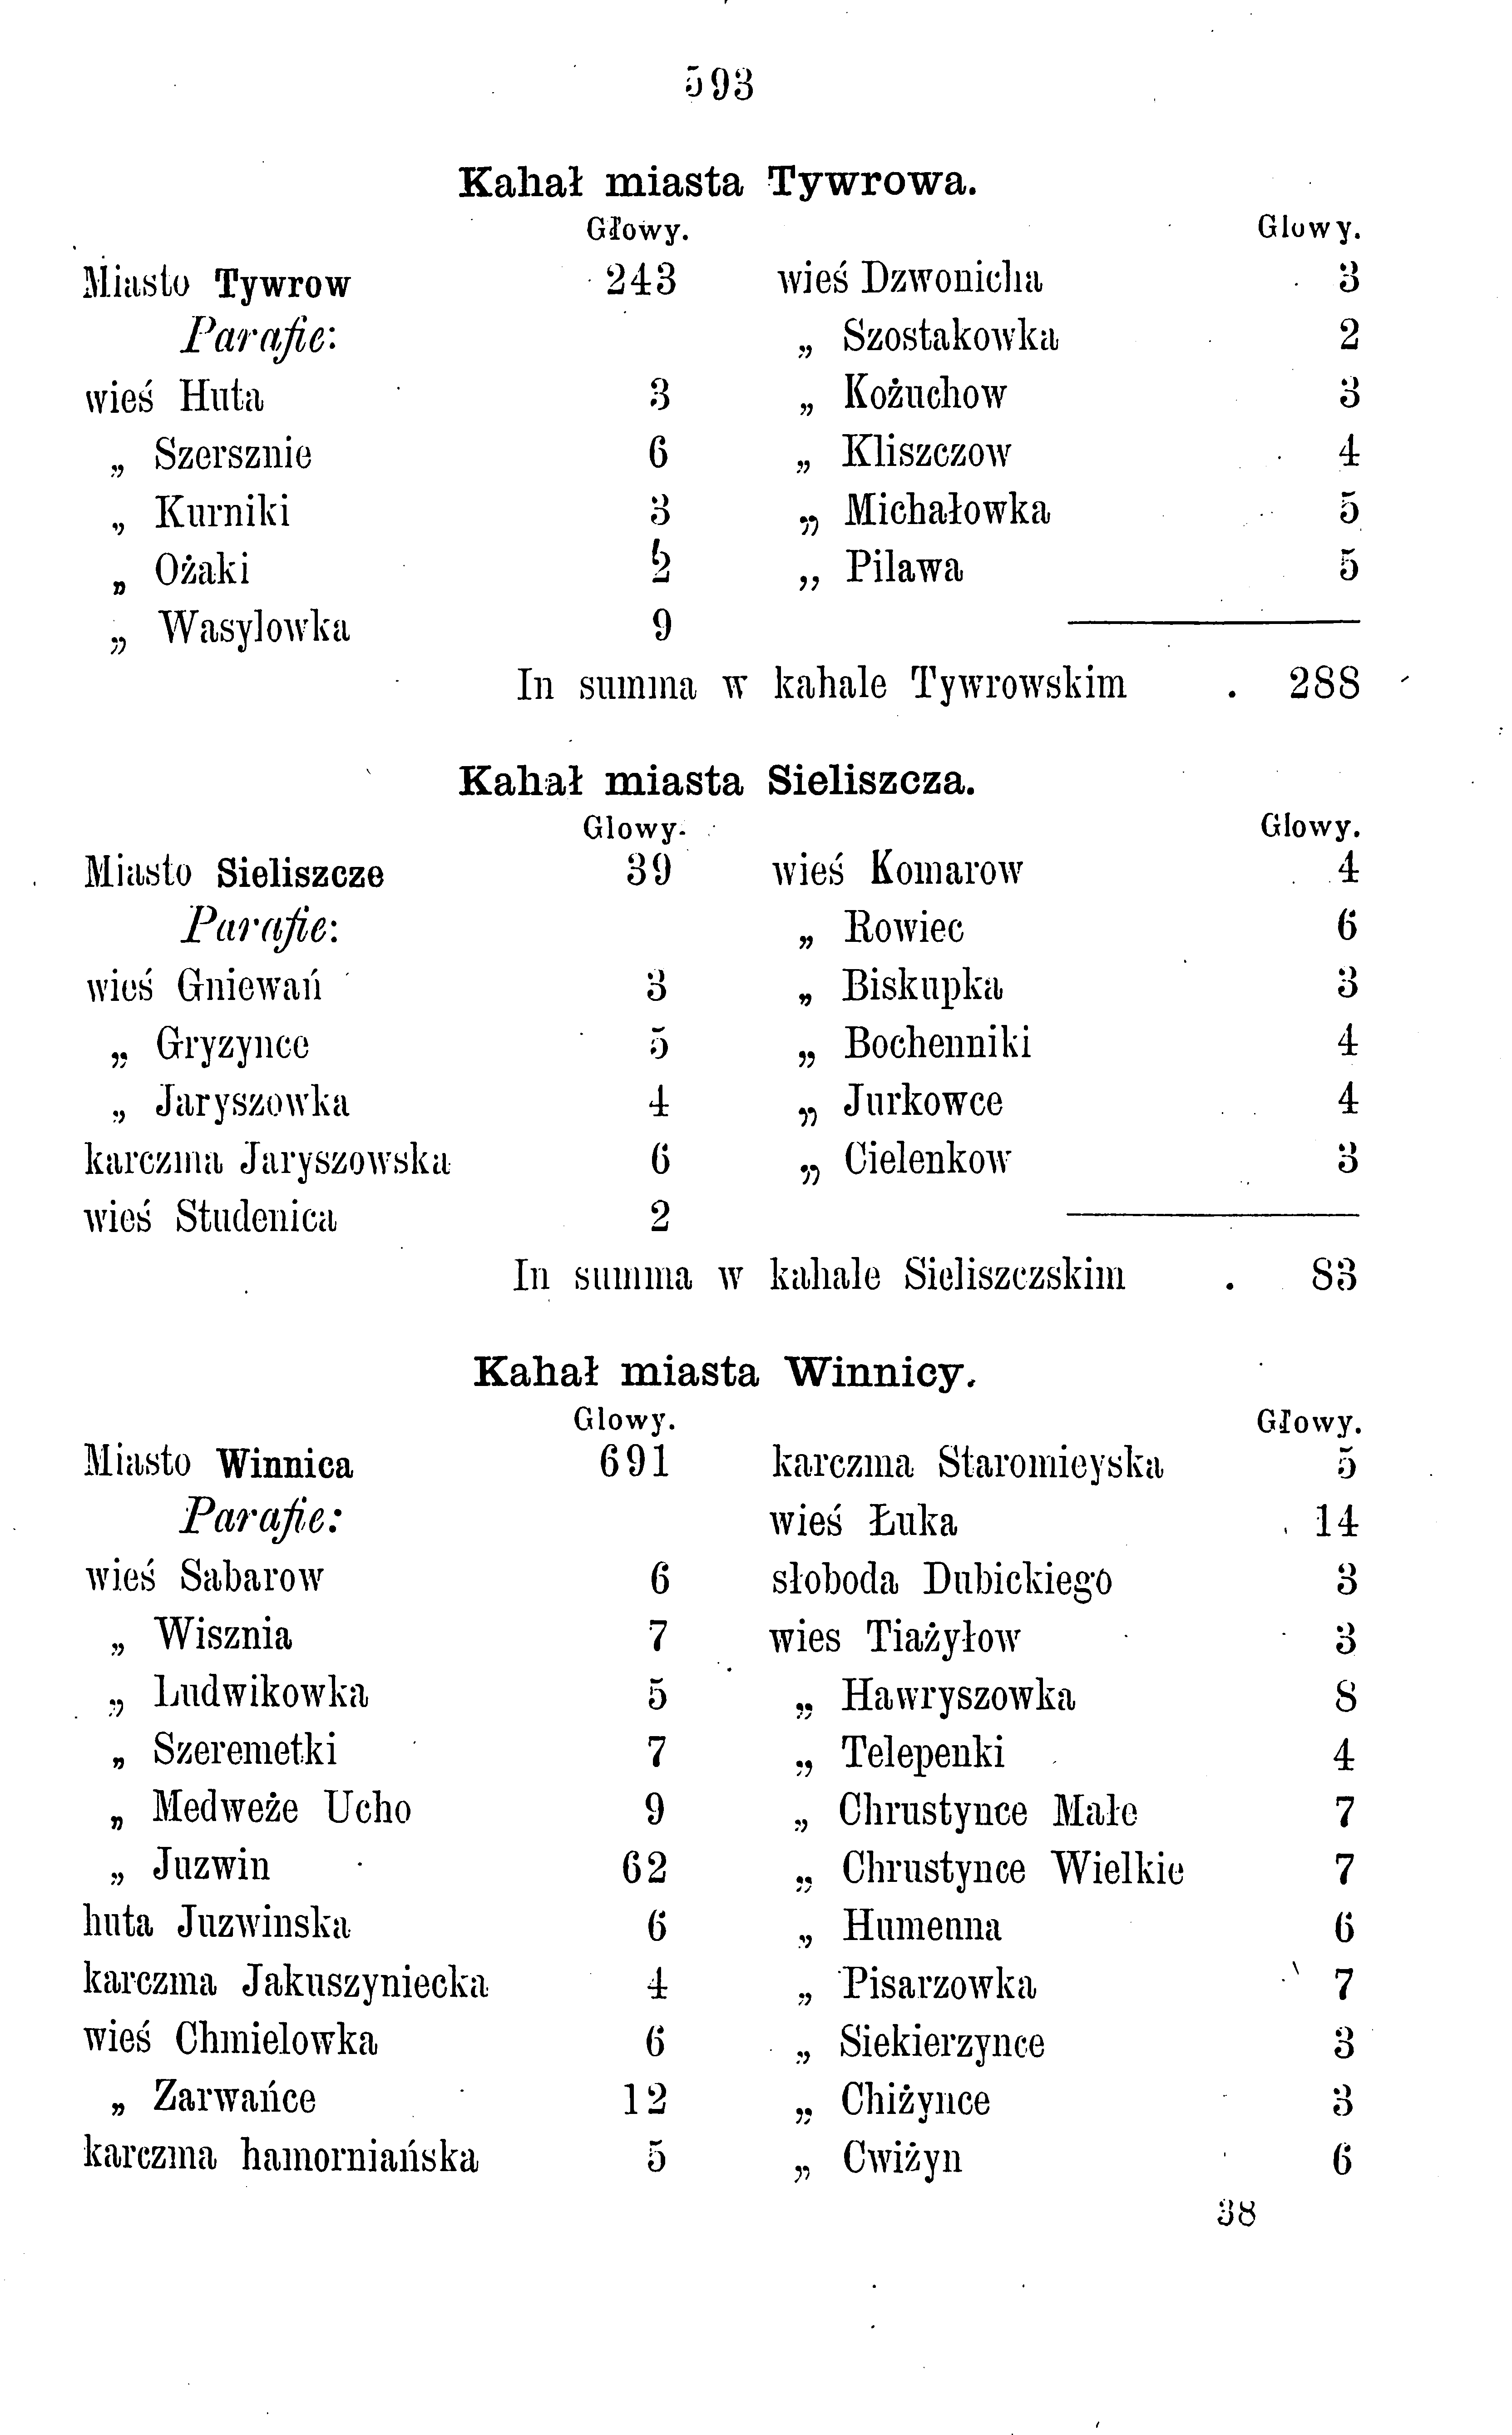 593
Kahał miasta Tywrowa.
Głowy.
Miasto Tywrow 243
Parafie:
wieś Huta 3
„ Szersznie 6
„ Kurniki 3
„ Ożaki 2
„ Wasylowka 9
Glowy.
wieś Dzwonicha 3
„ Szostakowka 2
„ Kożuchow 3
„ Kliszczow 4
„ Michałowka 5
„ Pilawa 5
In summa w kahale Tywrowskim . 288
Kahał miasta Sieliszcza.
Glowy.
Miasto Sieliszcze 39
Parafie:
wieś Gniewań 3
„ Gryzynce 5
„ Jaryszowka 4
karczma Jaryszowska 6
wieś Studenica 2
Glowy.
wieś Komarow 4
„ Rowiec 6
„ Biskupka 3
„ Bochenniki 4
„ Jurkowce 4
„ Cielenkow 3
In summa w kahale Sieliszczskim . 83
Kahał miasta Winnicy.
Glowy.
Miasto Winnica 691
Parafie:
wieś Sabarow 6
„ Wisznia 7
„ Ludwikowka 5
„ Szeremetki 7
„ Medweże Ucho 9
„ Juzwin 62
huta Juzwinska 6
karczma Jakuszyniecka 4
wieś Chmielowka 6
„ Zarwańce 12
karczma hamorniańska 5
Głowy.
karczma Staromieyska 5
wieś Łuka 14
słoboda Dubickiego 3
wies Tiażyłow 3
„ Hawryszowka 8
„ Telepenki 4
„ Chrustynce Małe 7
„ Chrustynce Wielkie 7
„ Humenna 6
„ Pisarzowka 7
„ Siekierzynce 3
„ Chiżynce 3
„ Cwiżyn 6
38